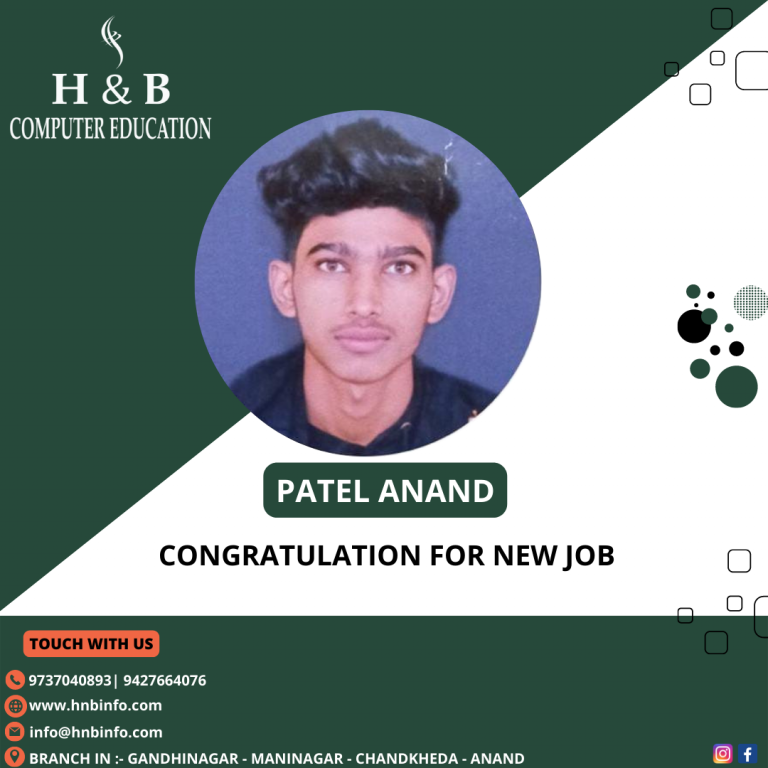 H & B
COMPUTER EDUCATION
PATEL ANAND
CONGRATULATION FOR NEW JOB
TOUCH WITH US
9737040893| 9427664076
www.hnbinfo.com
info@hnbinfo.com
BRANCH IN :- GANDHINAGAR - MANINAGAR - CHANDKHEDA - ANAND